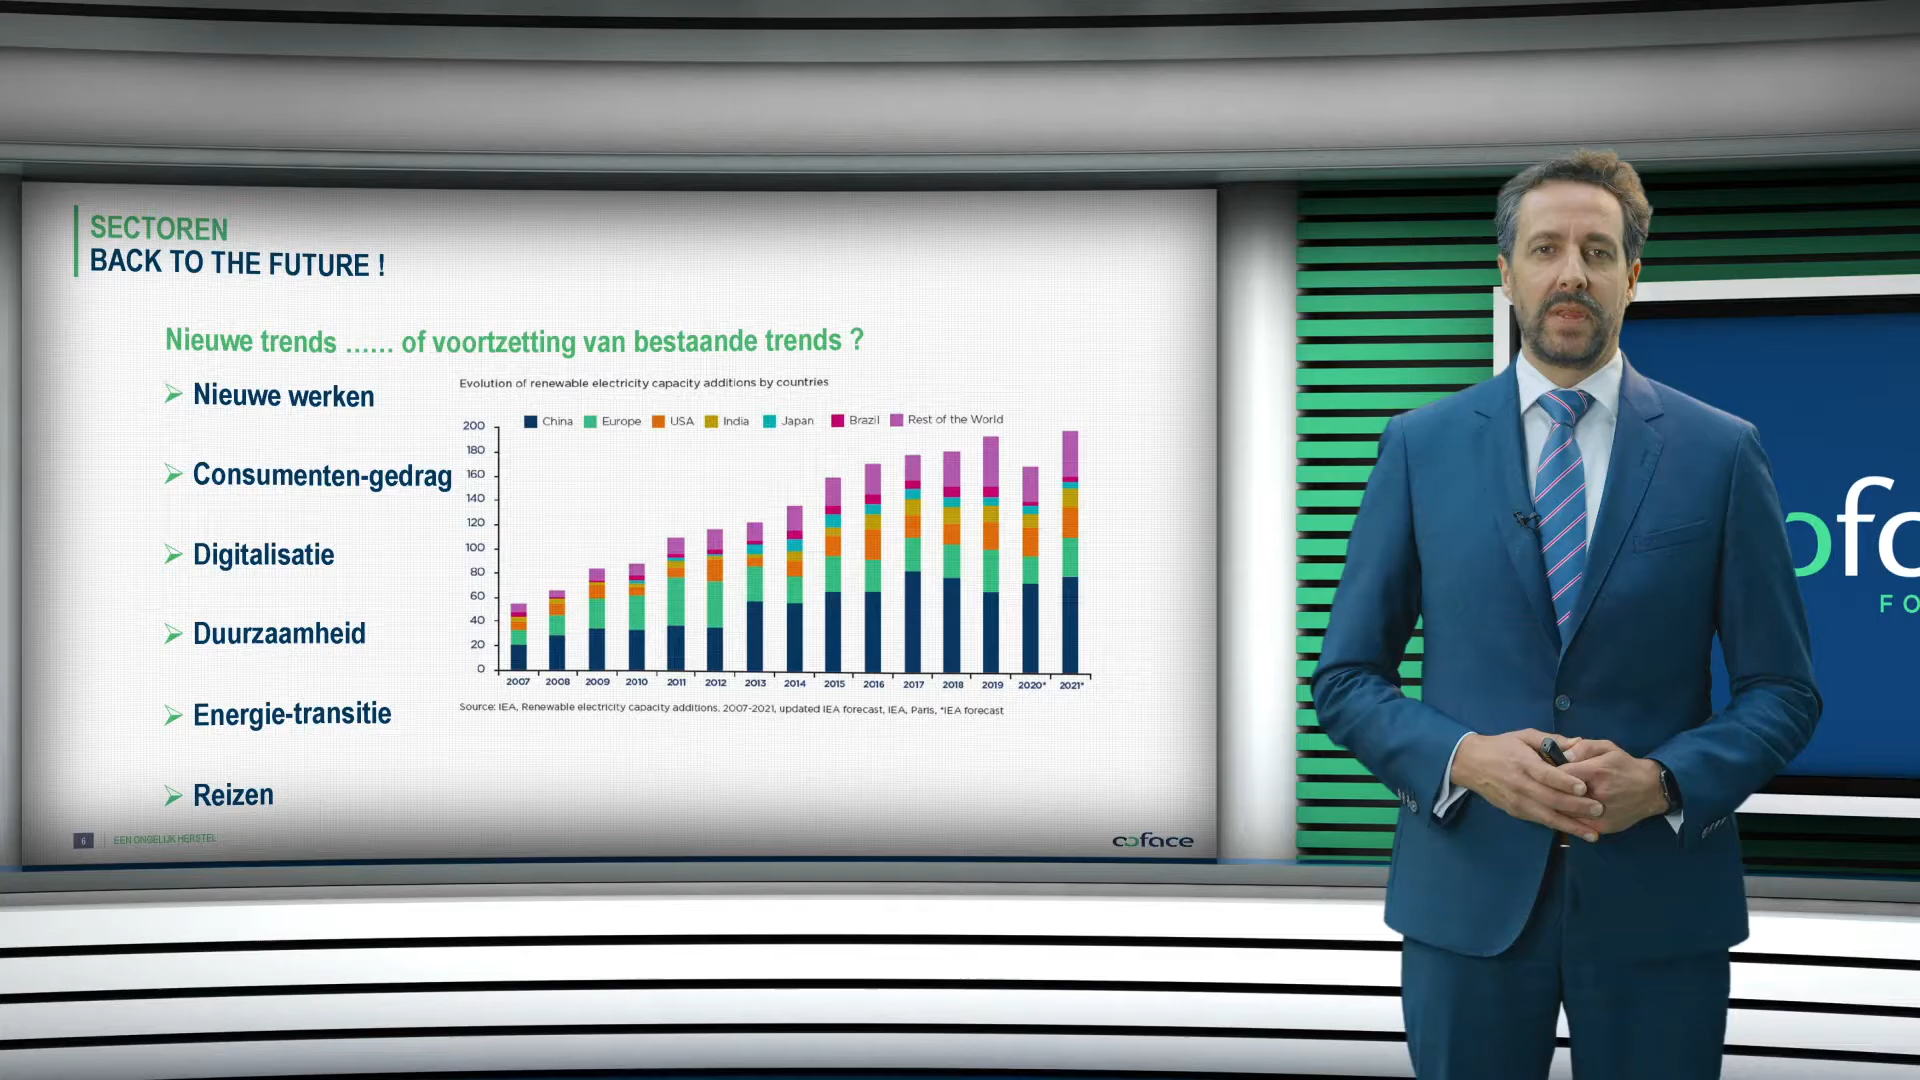 SECTOREN
BACK TO THE FUTURE !
Nieuwe trends ...... of voortzetting van bestaande trends ?
Nieuwe werken
Consumenten-gedrag
Digitalisatie
Duurzaamheid
Energie-transitie
Reizen
Evolution of renewable electricity capacity additions by countries
China Europe USA India Japan Brazil Rest of the World
200
180
160
140
120
100
80
60
40
20
0
2007 2008 2009 2010 2011 2012 2013 2014 2015 2016 2017 2018 2019 2020* 2021*
Source: IEA, Renewable electricity capacity additions, 2007-2021, updated IEA forecast, IEA, Paris, *IEA forecast
6 EEN ONGELIJK HERSTEL
coface
ofa
FO